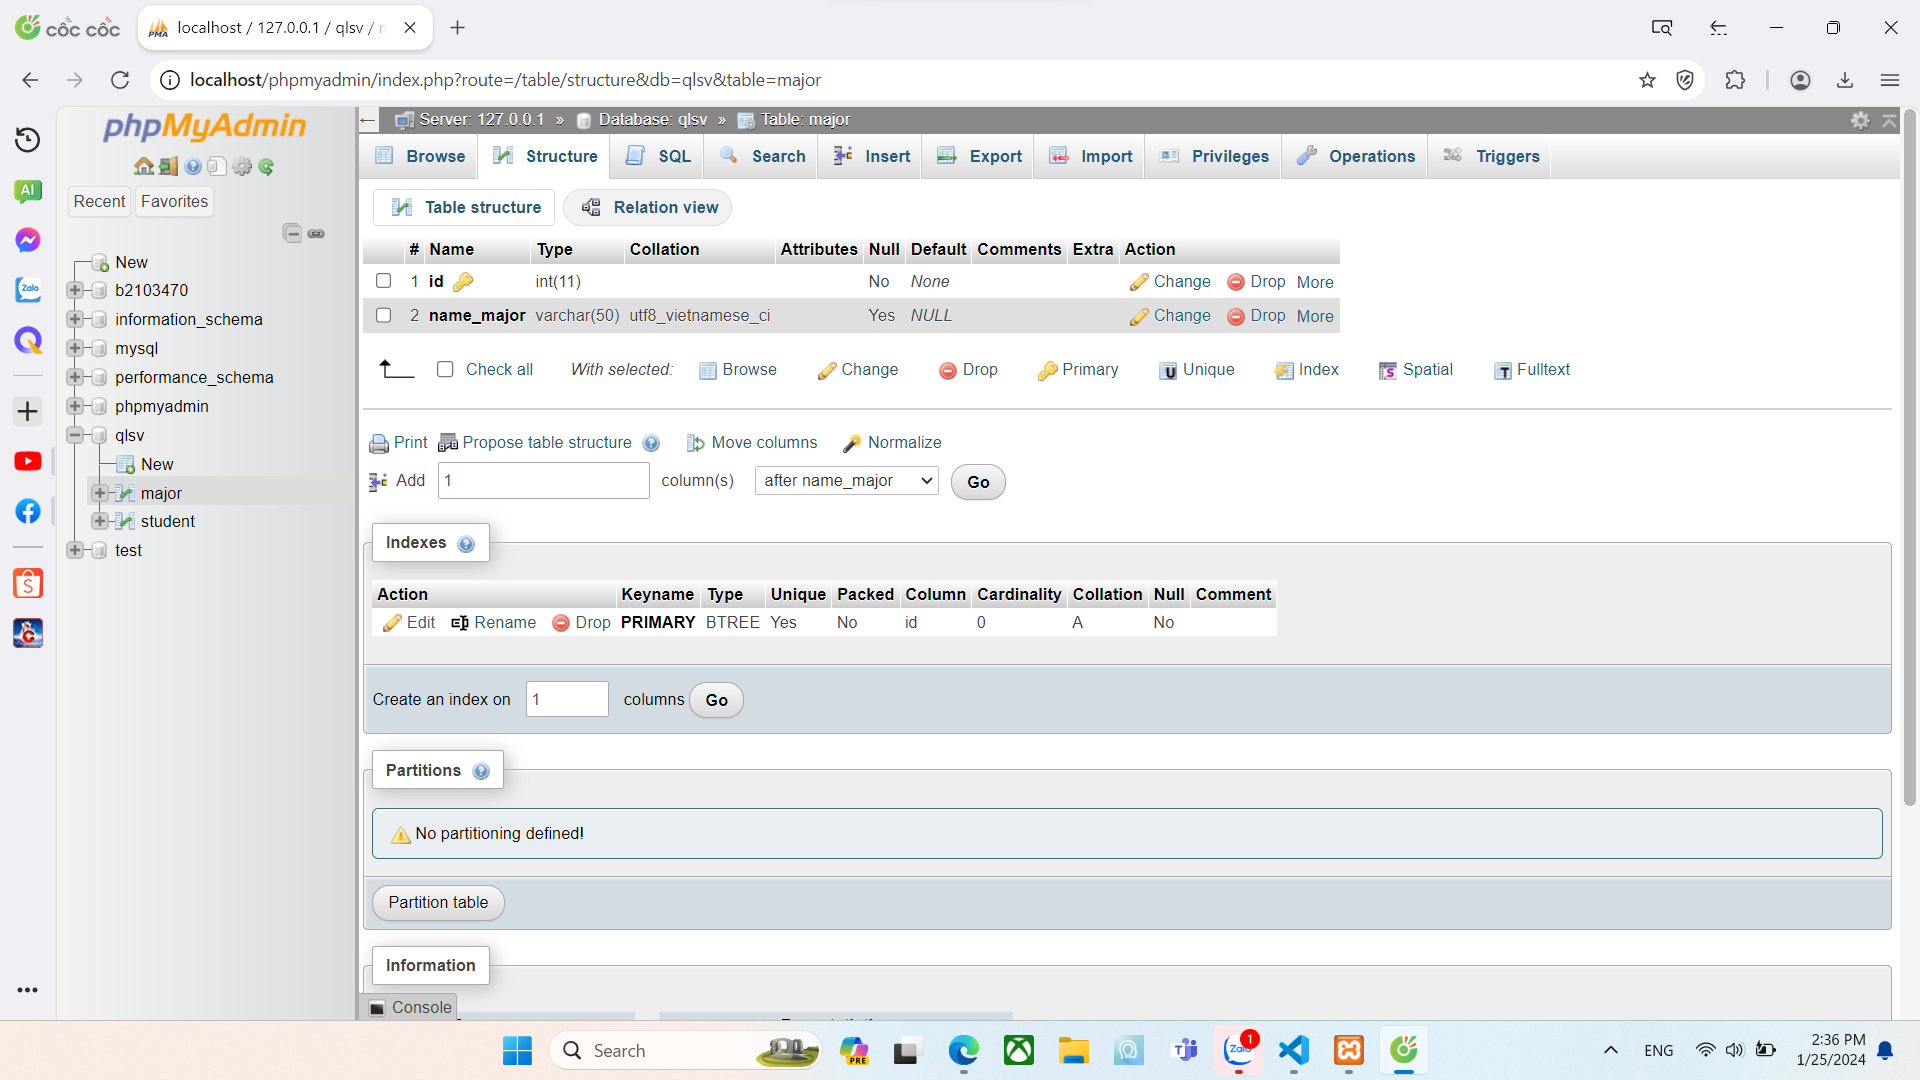 cốc cốc
localhost / 127.0.0.1 / qlsv /
localhost/phpmyadmin/index.php?route=/table/structure&db=qlsv&table=major
phpMyAdmin
Recent Favorites
New
b2103470
information_schema
mysql
performance_schema
phpmyadmin
qlsv
New
major
student
test
AI
Zalo
Server: 127.0.0.1 » Database: qlsv » Table: major
Browse Structure SQL Search Insert Export Import Privileges Operations Triggers
Table structure Relation view
# Name Type Collation Attributes Null Default Comments Extra Action
1 id int(11) No None Change Drop More
2 name_major varchar(50) utf8_vietnamese_ci Yes NULL Change Drop More
Check all With selected: Browse Change Drop Primary Unique Index Spatial Fulltext
Print Propose table structure Move columns Normalize
Add 1 column(s) after name_major Go
Indexes
Action Keyname Type Unique Packed Column Cardinality Collation Null Comment
Edit Rename Drop PRIMARY BTREE Yes No id 0 A No
Create an index on 1 columns Go
Partitions
No partitioning defined!
Partition table
Information
Console
Search
PRE
Zalo
1
ENG
2:36 PM
1/25/2024